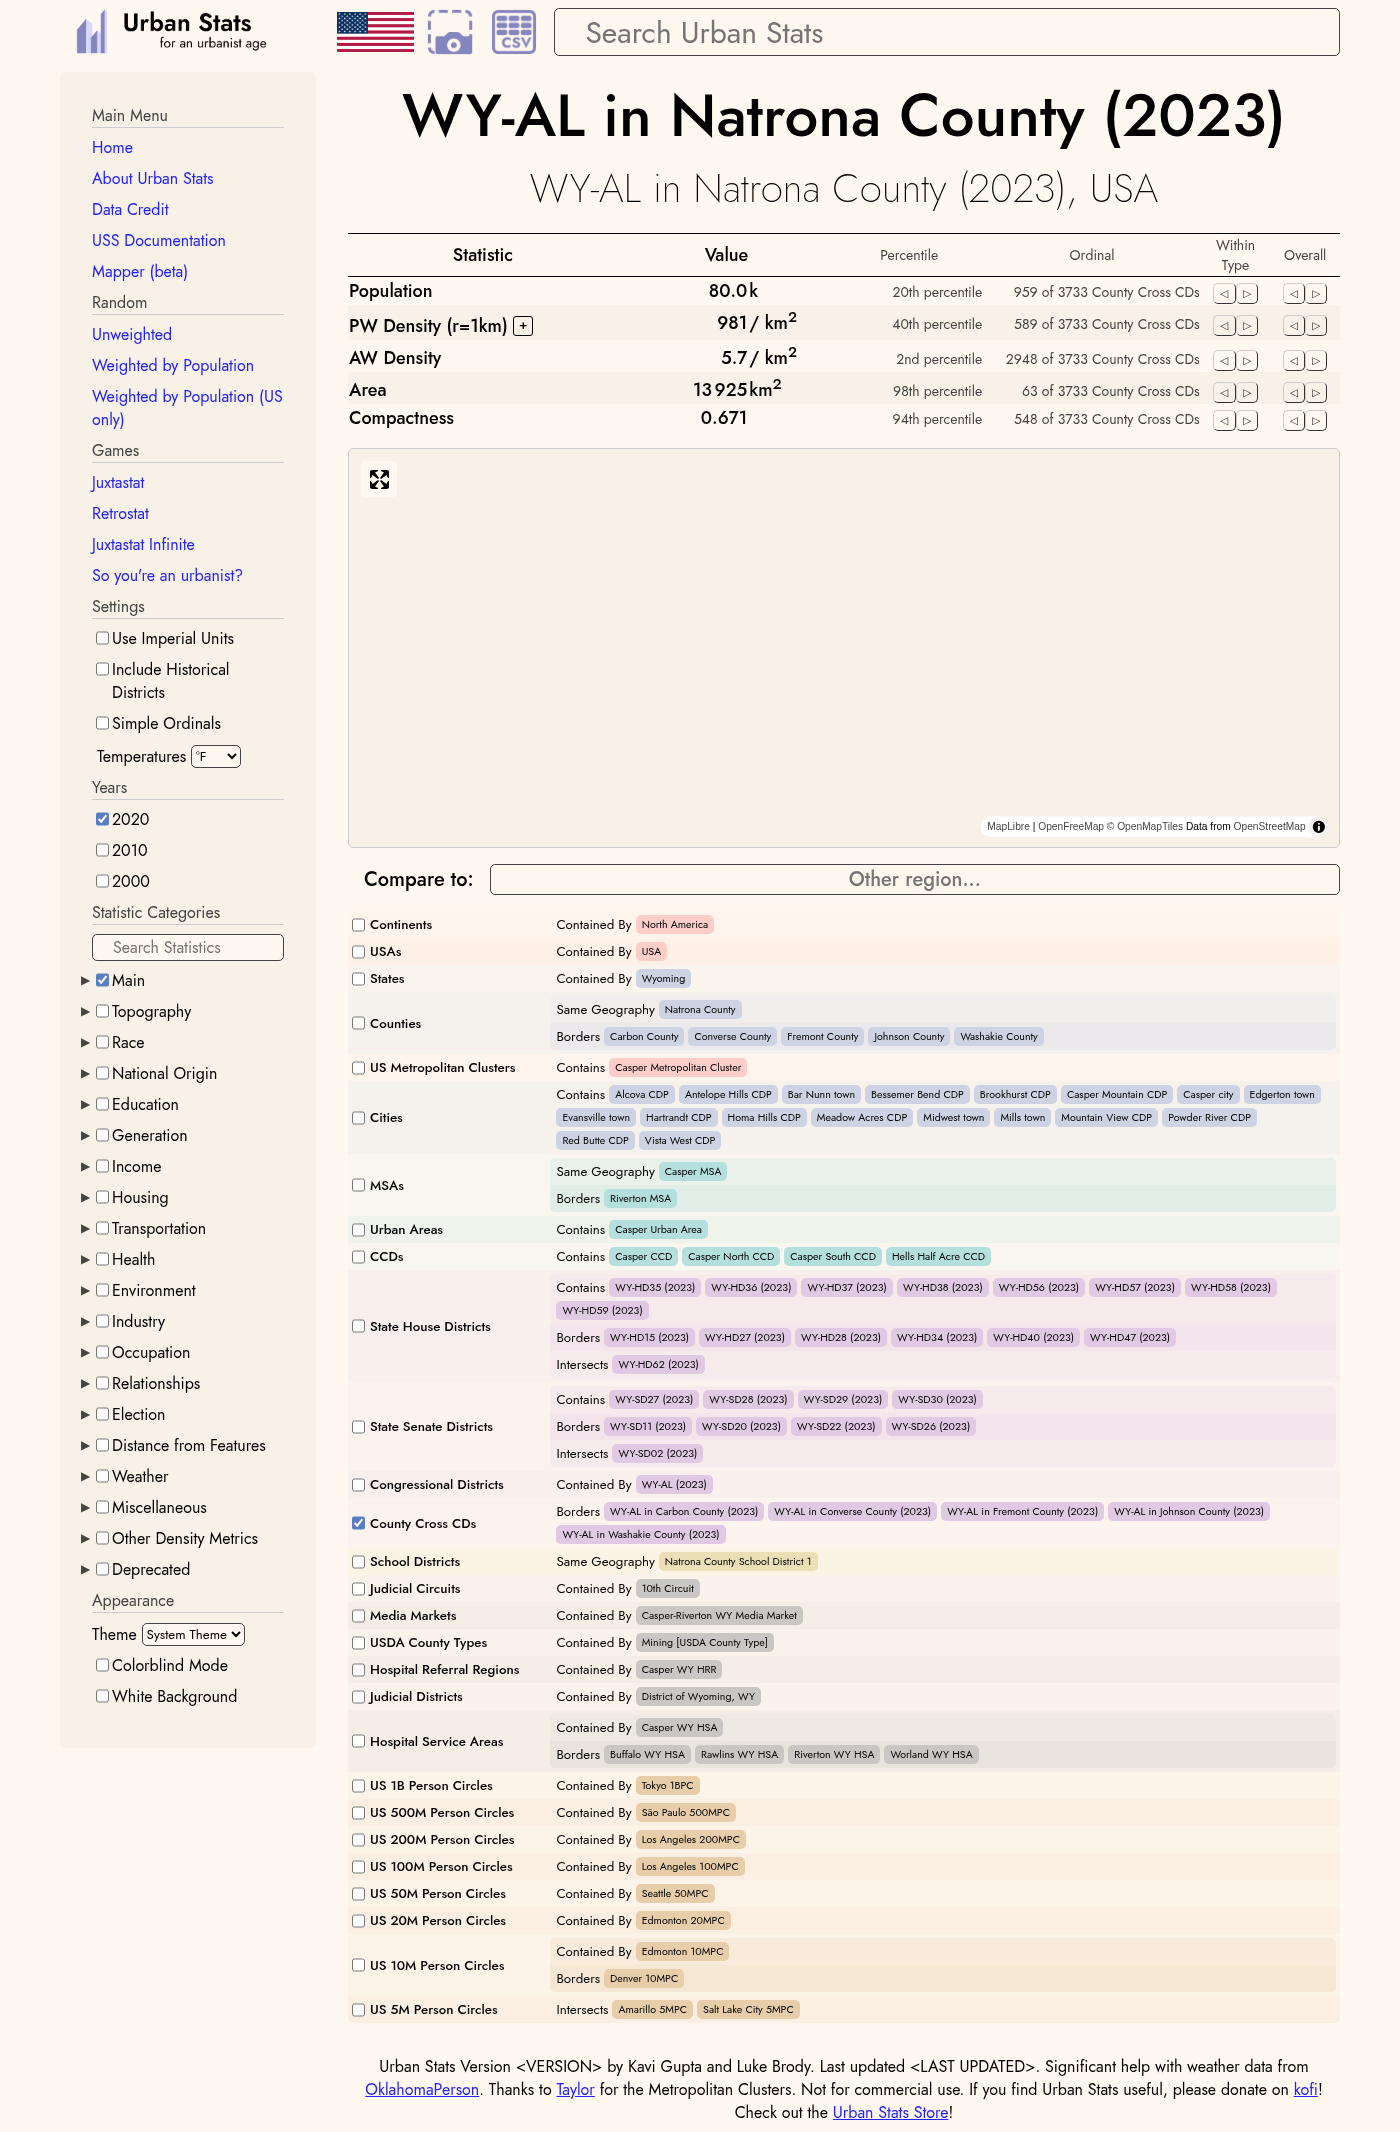 Urban Stats
for an urbanist age
CSV
Search Urban Stats
Main Menu
Home
About Urban Stats
Data Credit
USS Documentation
Mapper (beta)
Random
Unweighted
Weighted by Population
Weighted by Population (US
only)
Games
Juxtastat
Retrostat
Juxtastat Infinite
So you're an urbanist?
Settings
Use Imperial Units
Include Historical
Districts
Simple Ordinals
Temperatures °F
Years
2020
2010
2000
Statistic Categories
Search Statistics
Main
Topography
Race
National Origin
Education
Generation
Income
Housing
Transportation
Health
Environment
Industry
Occupation
Relationships
Election
Distance from Features
Weather
Miscellaneous
Other Density Metrics
Deprecated
Appearance
Theme System Theme
Colorblind Mode
White Background
WY-AL in Natrona County (2023)
WY-AL in Natrona County (2023), USA
Statistic Value Percentile Ordinal Within Type Overall
Population 80.0k 20th percentile 959 of 3733 County Cross CDs
PW Density (r=1km) + 981/ km2 40th percentile 589 of 3733 County Cross CDs
AW Density 5.7/ km2 2nd percentile 2948 of 3733 County Cross CDs
Area 13 925km2 98th percentile 63 of 3733 County Cross CDs
Compactness 0.671 94th percentile 548 of 3733 County Cross CDs
MapLibre | OpenFreeMap © OpenMapTiles Data from OpenStreetMap
Compare to: Other region...
Continents Contained By North America
USAs Contained By USA
States Contained By Wyoming
Counties Same Geography Natrona County
Borders Carbon County Converse County Fremont County Johnson County Washakie County
US Metropolitan Clusters Contains Casper Metropolitan Cluster
Cities Contains Alcova CDP Antelope Hills CDP Bar Nunn town Bessemer Bend CDP Brookhurst CDP Casper Mountain CDP Casper city Edgerton town
Evansville town Hartrandt CDP Homa Hills CDP Meadow Acres CDP Midwest town Mills town Mountain View CDP Powder River CDP
Red Butte CDP Vista West CDP
MSAs Same Geography Casper MSA
Borders Riverton MSA
Urban Areas Contains Casper Urban Area
CCDs Contains Casper CCD Casper North CCD Casper South CCD Hells Half Acre CCD
State House Districts Contains WY-HD35 (2023) WY-HD36 (2023) WY-HD37 (2023) WY-HD38 (2023) WY-HD56 (2023) WY-HD57 (2023) WY-HD58 (2023)
WY-HD59 (2023)
Borders WY-HD15 (2023) WY-HD27 (2023) WY-HD28 (2023) WY-HD34 (2023) WY-HD40 (2023) WY-HD47 (2023)
Intersects WY-HD62 (2023)
State Senate Districts Contains WY-SD27 (2023) WY-SD28 (2023) WY-SD29 (2023) WY-SD30 (2023)
Borders WY-SD11 (2023) WY-SD20 (2023) WY-SD22 (2023) WY-SD26 (2023)
Intersects WY-SD02 (2023)
Congressional Districts Contained By WY-AL (2023)
County Cross CDs Borders WY-AL in Carbon County (2023) WY-AL in Converse County (2023) WY-AL in Fremont County (2023) WY-AL in Johnson County (2023)
WY-AL in Washakie County (2023)
School Districts Same Geography Natrona County School District 1
Judicial Circuits Contained By 10th Circuit
Media Markets Contained By Casper-Riverton WY Media Market
USDA County Types Contained By Mining [USDA County Type]
Hospital Referral Regions Contained By Casper WY HRR
Judicial Districts Contained By District of Wyoming, WY
Hospital Service Areas Contained By Casper WY HSA
Borders Buffalo WY HSA Rawlins WY HSA Riverton WY HSA Worland WY HSA
US 1B Person Circles Contained By Tokyo 1BPC
US 500M Person Circles Contained By São Paulo 500MPC
US 200M Person Circles Contained By Los Angeles 200MPC
US 100M Person Circles Contained By Los Angeles 100MPC
US 50M Person Circles Contained By Seattle 50MPC
US 20M Person Circles Contained By Edmonton 20MPC
US 10M Person Circles Contained By Edmonton 10MPC
Borders Denver 10MPC
US 5M Person Circles Intersects Amarillo 5MPC Salt Lake City 5MPC
Urban Stats Version <VERSION> by Kavi Gupta and Luke Brody. Last updated <LAST UPDATED>. Significant help with weather data from
OklahomaPerson. Thanks to Taylor for the Metropolitan Clusters. Not for commercial use. If you find Urban Stats useful, please donate on kofi!
Check out the Urban Stats Store!